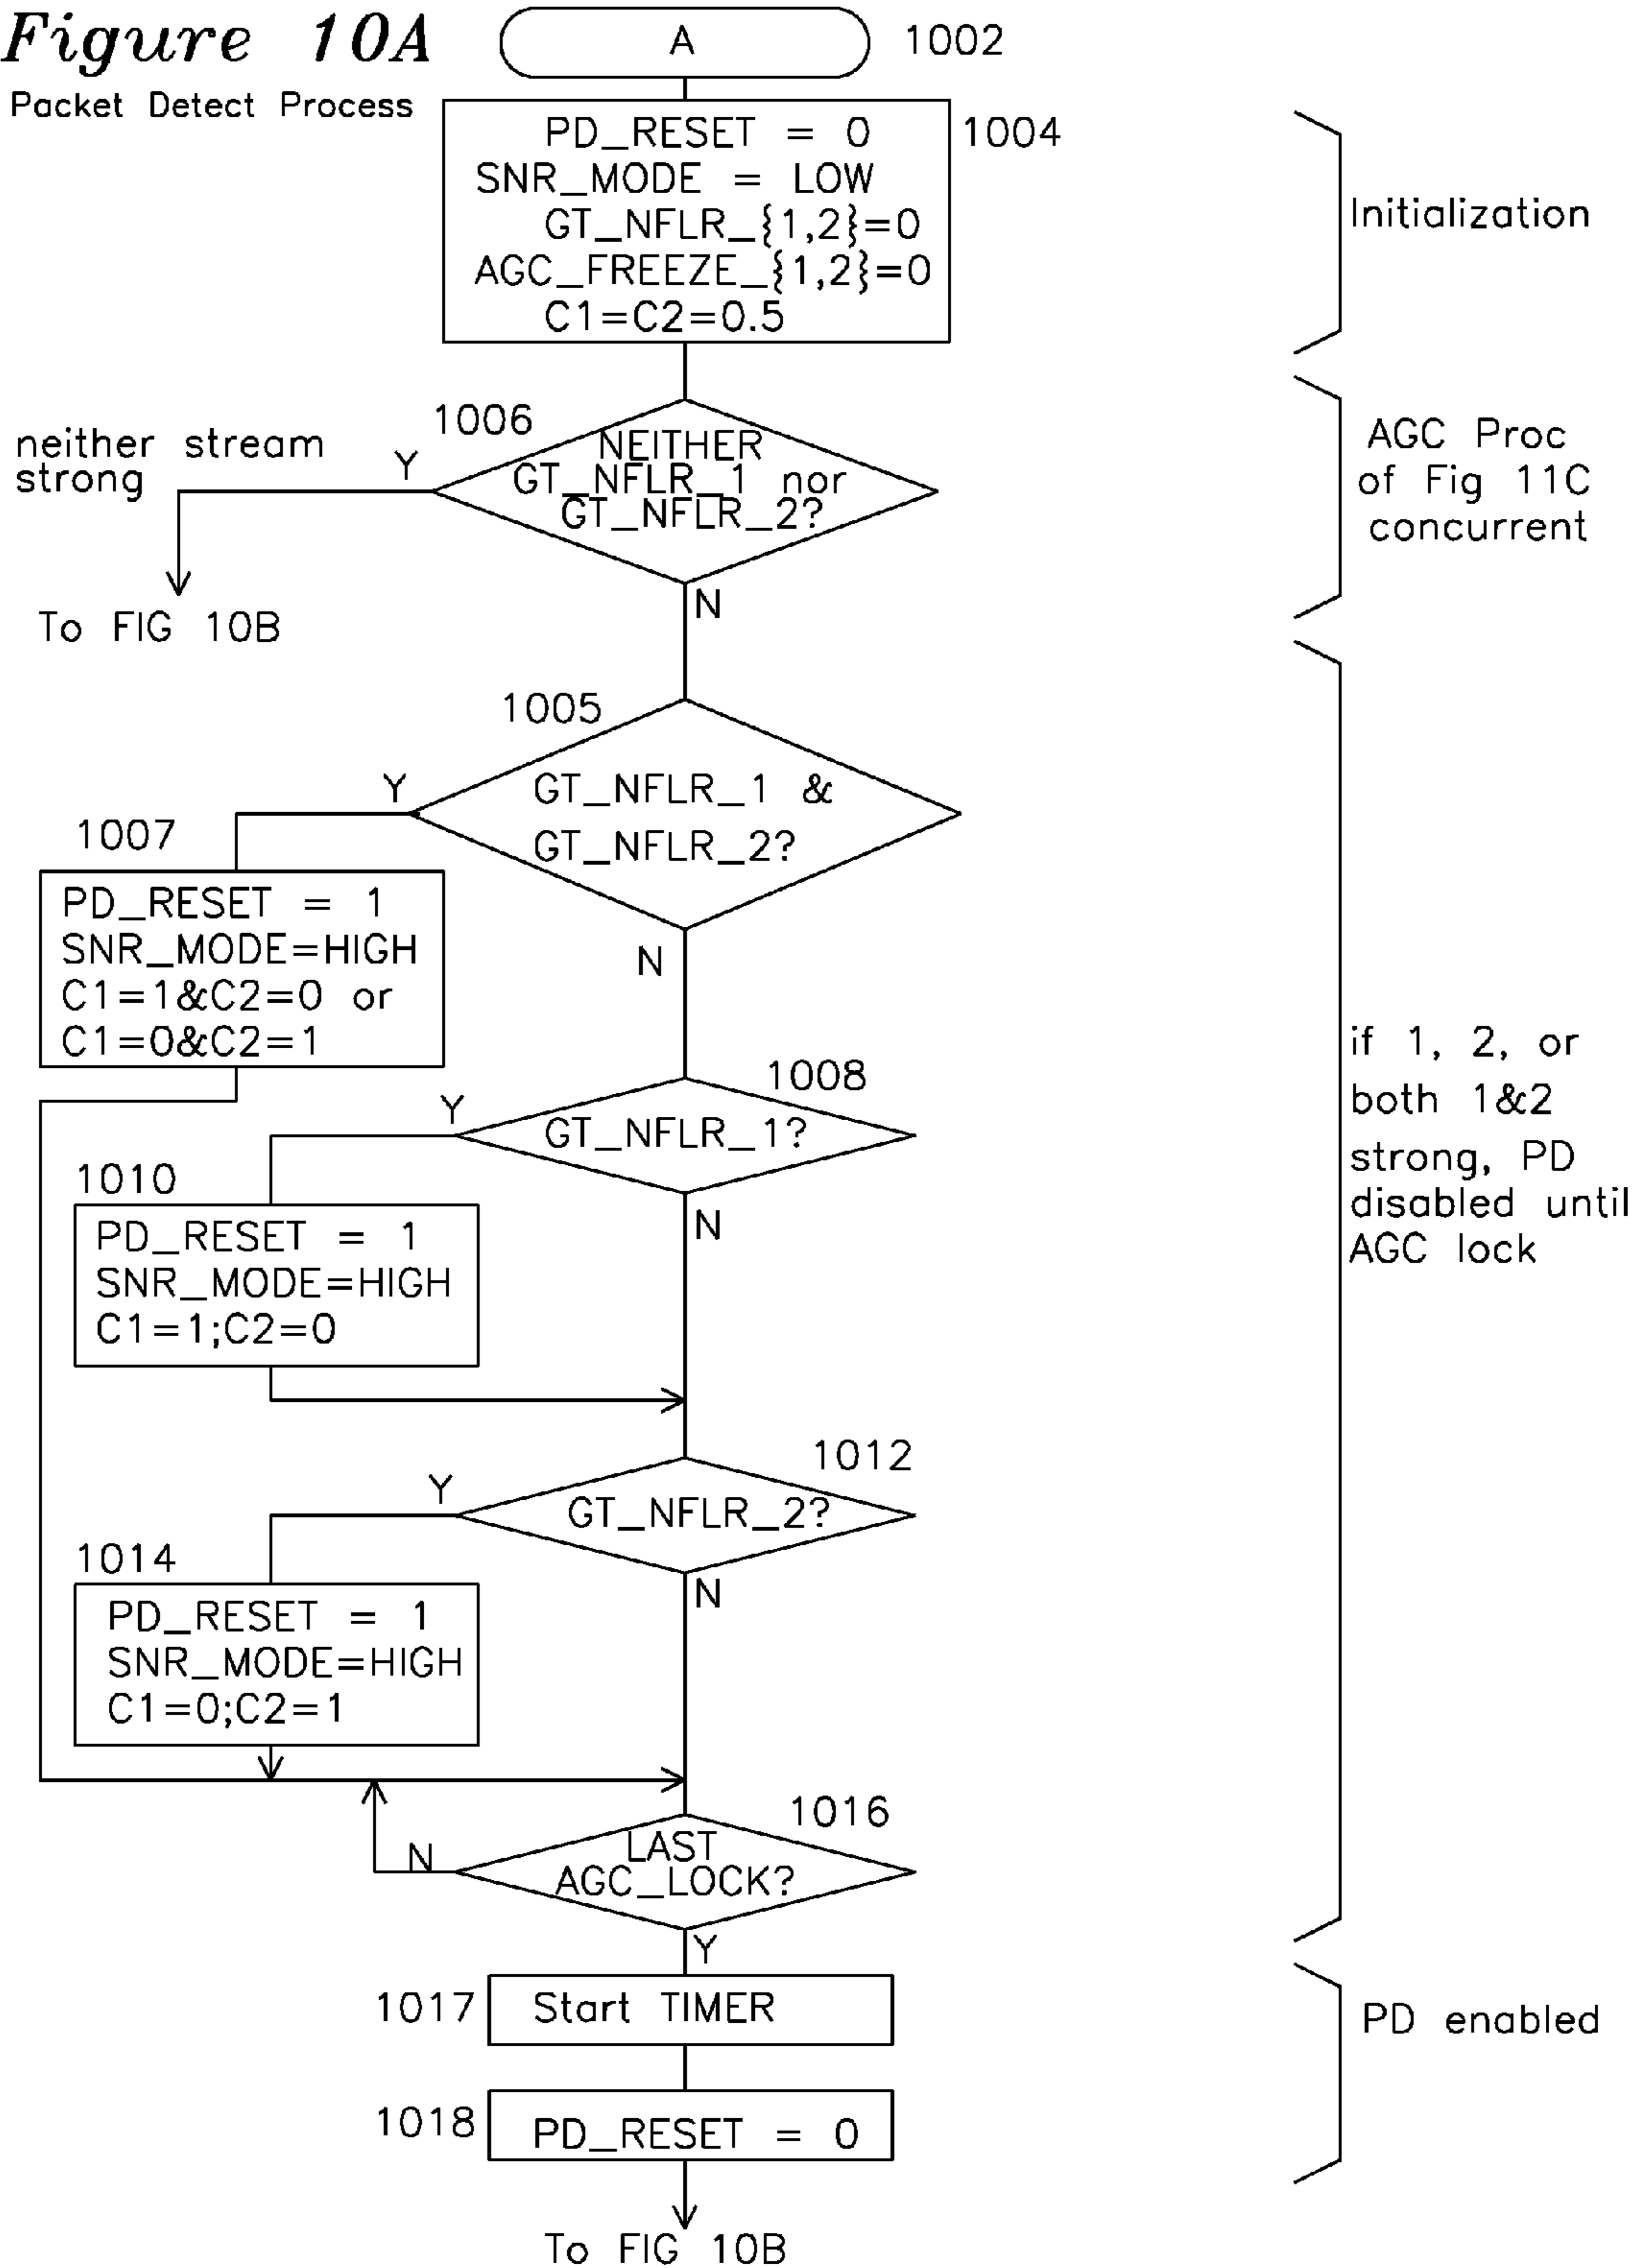 Figure 10A
Packet Detect Process
A
1002
PD_RESET = 0
SNR_MODE = LOW
GT_NFLR_{1,2}=0
AGC_FREEZE_{1,2}=0
C1=C2=0.5
1004
Initialization
1006
NEITHER
GT_NFLR_1 nor
GT_NFLR_2?
Y
neither stream
strong
To FIG 10B
N
AGC Proc
of Fig 11C
concurrent
1005
GT_NFLR_1 &
GT_NFLR_2?
Y
N
1007
PD_RESET = 1
SNR_MODE=HIGH
C1=1&C2=0 or
C1=0&C2=1
1008
GT_NFLR_1?
Y
N
1010
PD_RESET = 1
SNR_MODE=HIGH
C1=1;C2=0
if 1, 2, or
both 1&2
strong, PD
disabled until
AGC lock
1012
GT_NFLR_2?
Y
N
1014
PD_RESET = 1
SNR_MODE=HIGH
C1=0;C2=1
1016
LAST
AGC_LOCK?
N
Y
1017
Start TIMER
1018
PD_RESET = 0
PD enabled
To FIG 10B